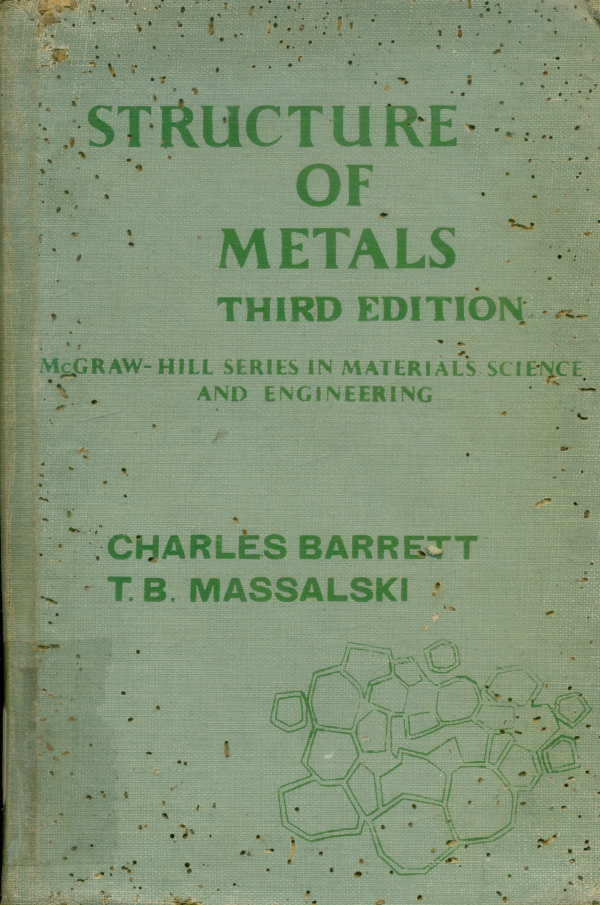 STRUCTURE
OF
METALS
THIRD EDITION
McGRAW-HILL SERIES IN MATERIALS SCIENCE
AND ENGINEERING
CHARLES BARRETT
T. B. MASSALSKI